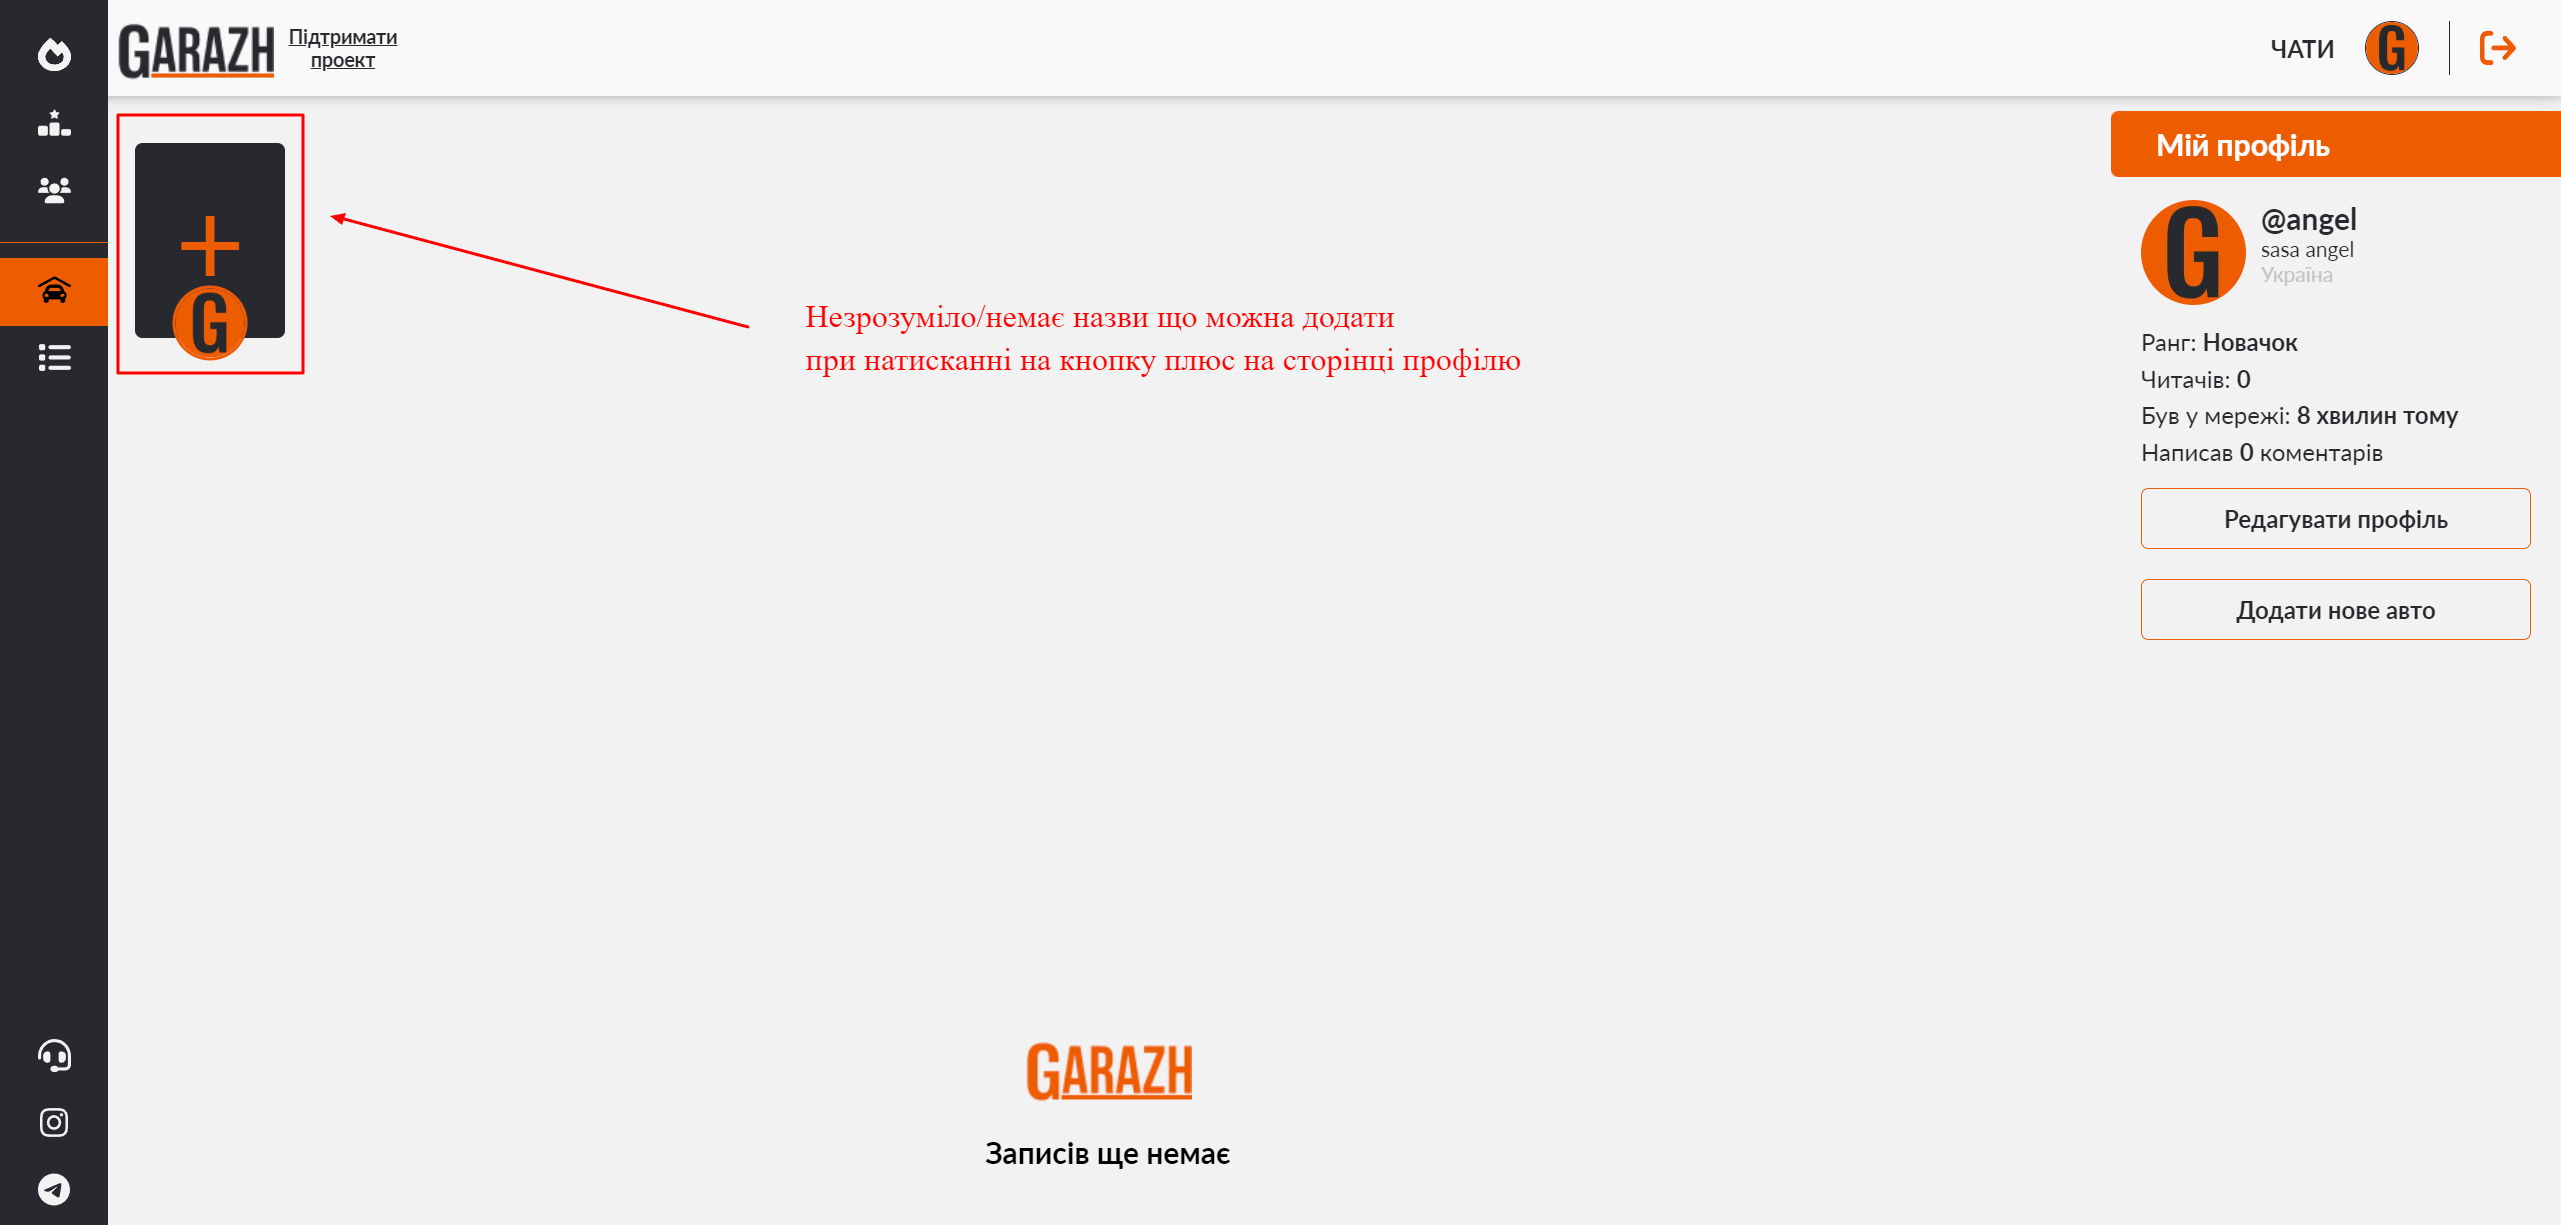 GARAZH
Підтримати
проект
ЧАТИ
G
G
Незрозуміло/немає назви що можна додати
при натисканні на кнопку плюс на сторінці профілю
Мій профіль
G
@angel
sasa angel
Україна
Ранг: Новачок
Читачів: 0
Був у мережі: 8 хвилин тому
Написав 0 коментарів
Редагувати профіль
Додати нове авто
GARAZH
Записів ще немає